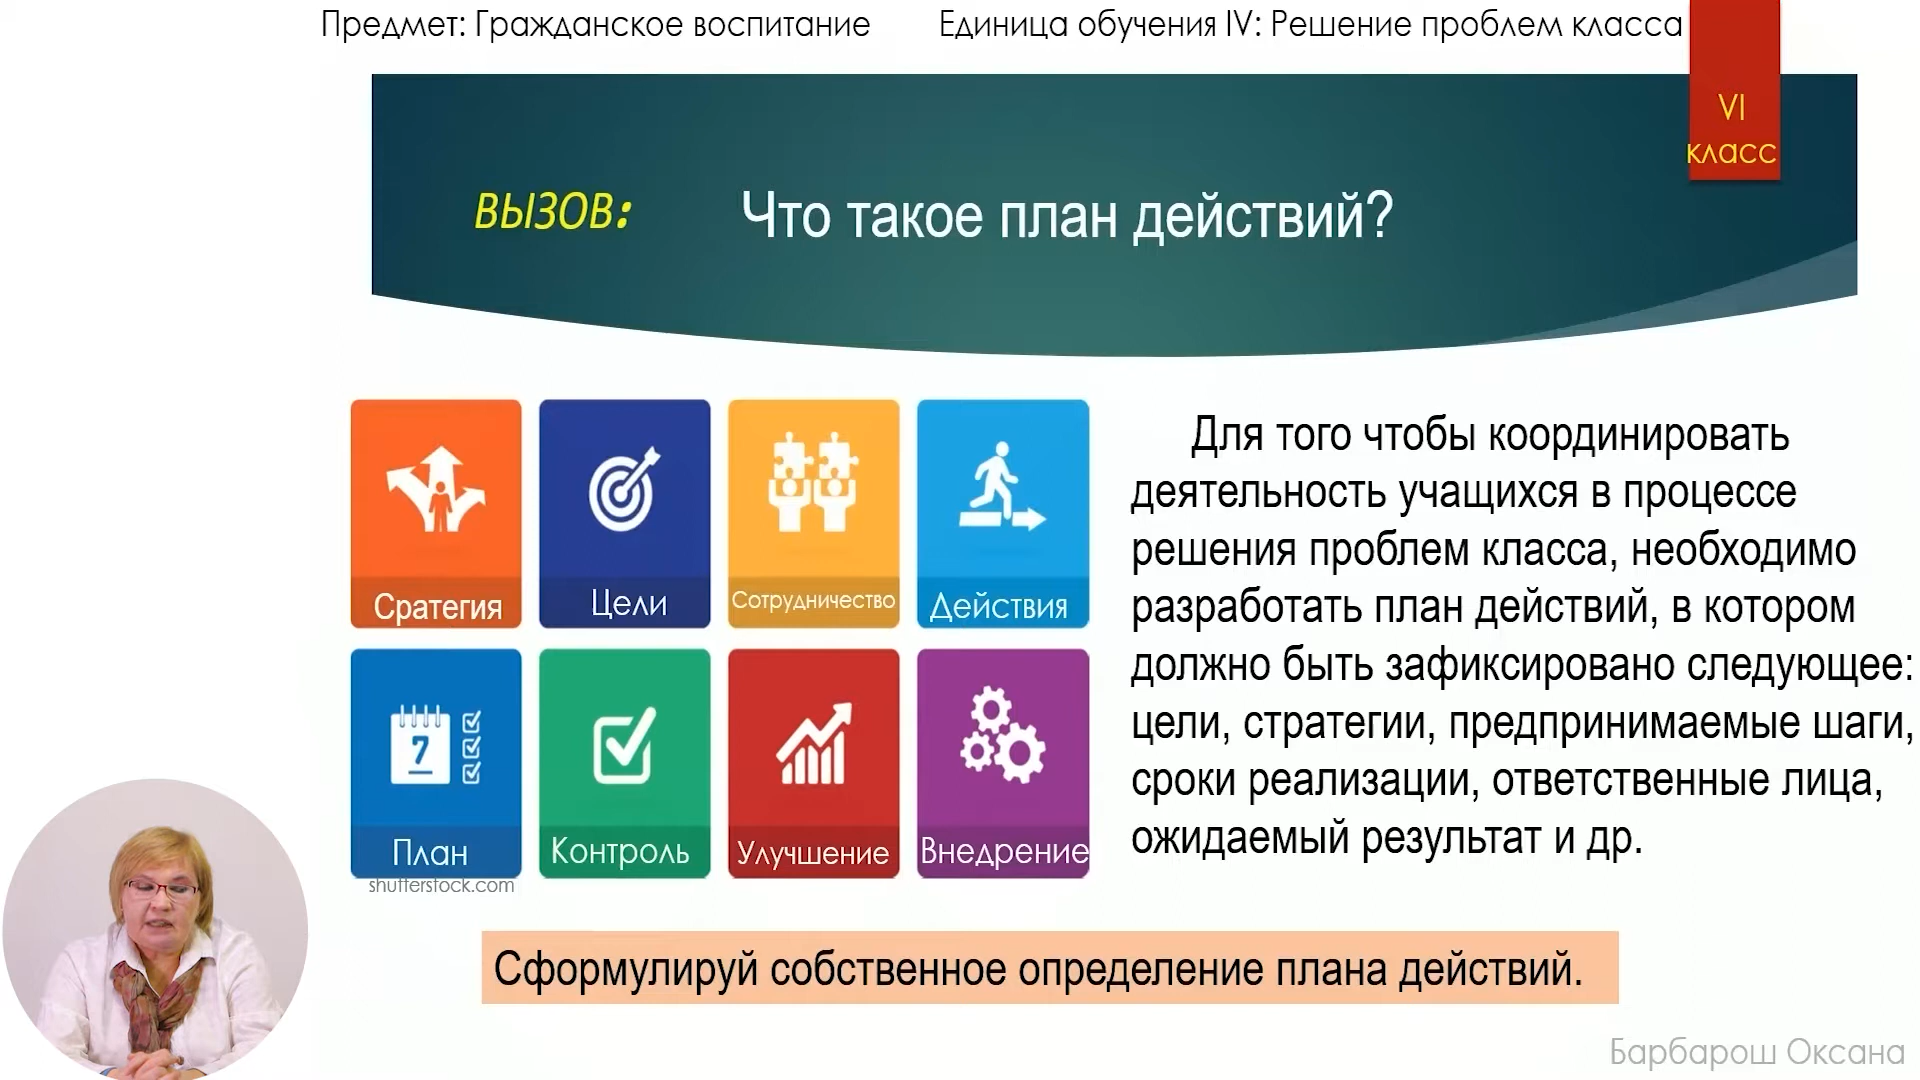 Предмет: Гражданское воспитание Единица обучения IV: Решение проблем класса
VI
класс
ВЫЗОВ: Что такое план действий?
Сратегия
Цели
Сотрудничество
Действия
7
План
Контроль
Улучшение
Внедрение
shutterstock.com
Для того чтобы координировать
деятельность учащихся в процессе
решения проблем класса, необходимо
разработать план действий, в котором
должно быть зафиксировано следующее:
цели, стратегии, предпринимаемые шаги,
сроки реализации, ответственные лица,
ожидаемый результат и др.
Сформулируй собственное определение плана действий.
Барбарош Оксана